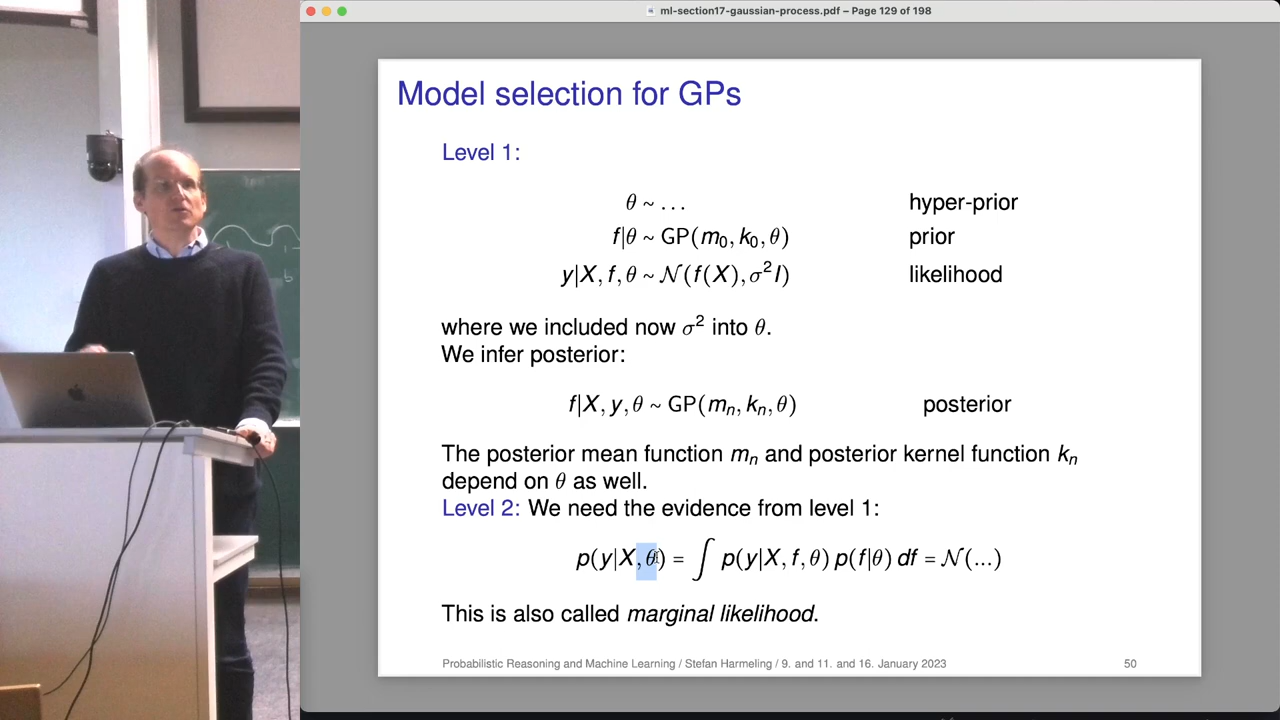 ml-section17-gaussian-process.pdf – Page 129 of 198
Model selection for GPs
Level 1:
θ ~ ... hyper-prior
f|θ ~ GP(m₀, k₀, θ) prior
y|X, f, θ ~ 𝒩(f(X), σ²I) likelihood
where we included now σ² into θ.
We infer posterior:
f|X, y, θ ~ GP(mₙ, kₙ, θ) posterior
The posterior mean function mₙ and posterior kernel function kₙ
depend on θ as well.
Level 2: We need the evidence from level 1:
p(y|X, θ) = ∫ p(y|X, f, θ) p(f|θ) df = 𝒩(...)
This is also called marginal likelihood.
Probabilistic Reasoning and Machine Learning / Stefan Harmeling / 9. and 11. and 16. January 2023 50